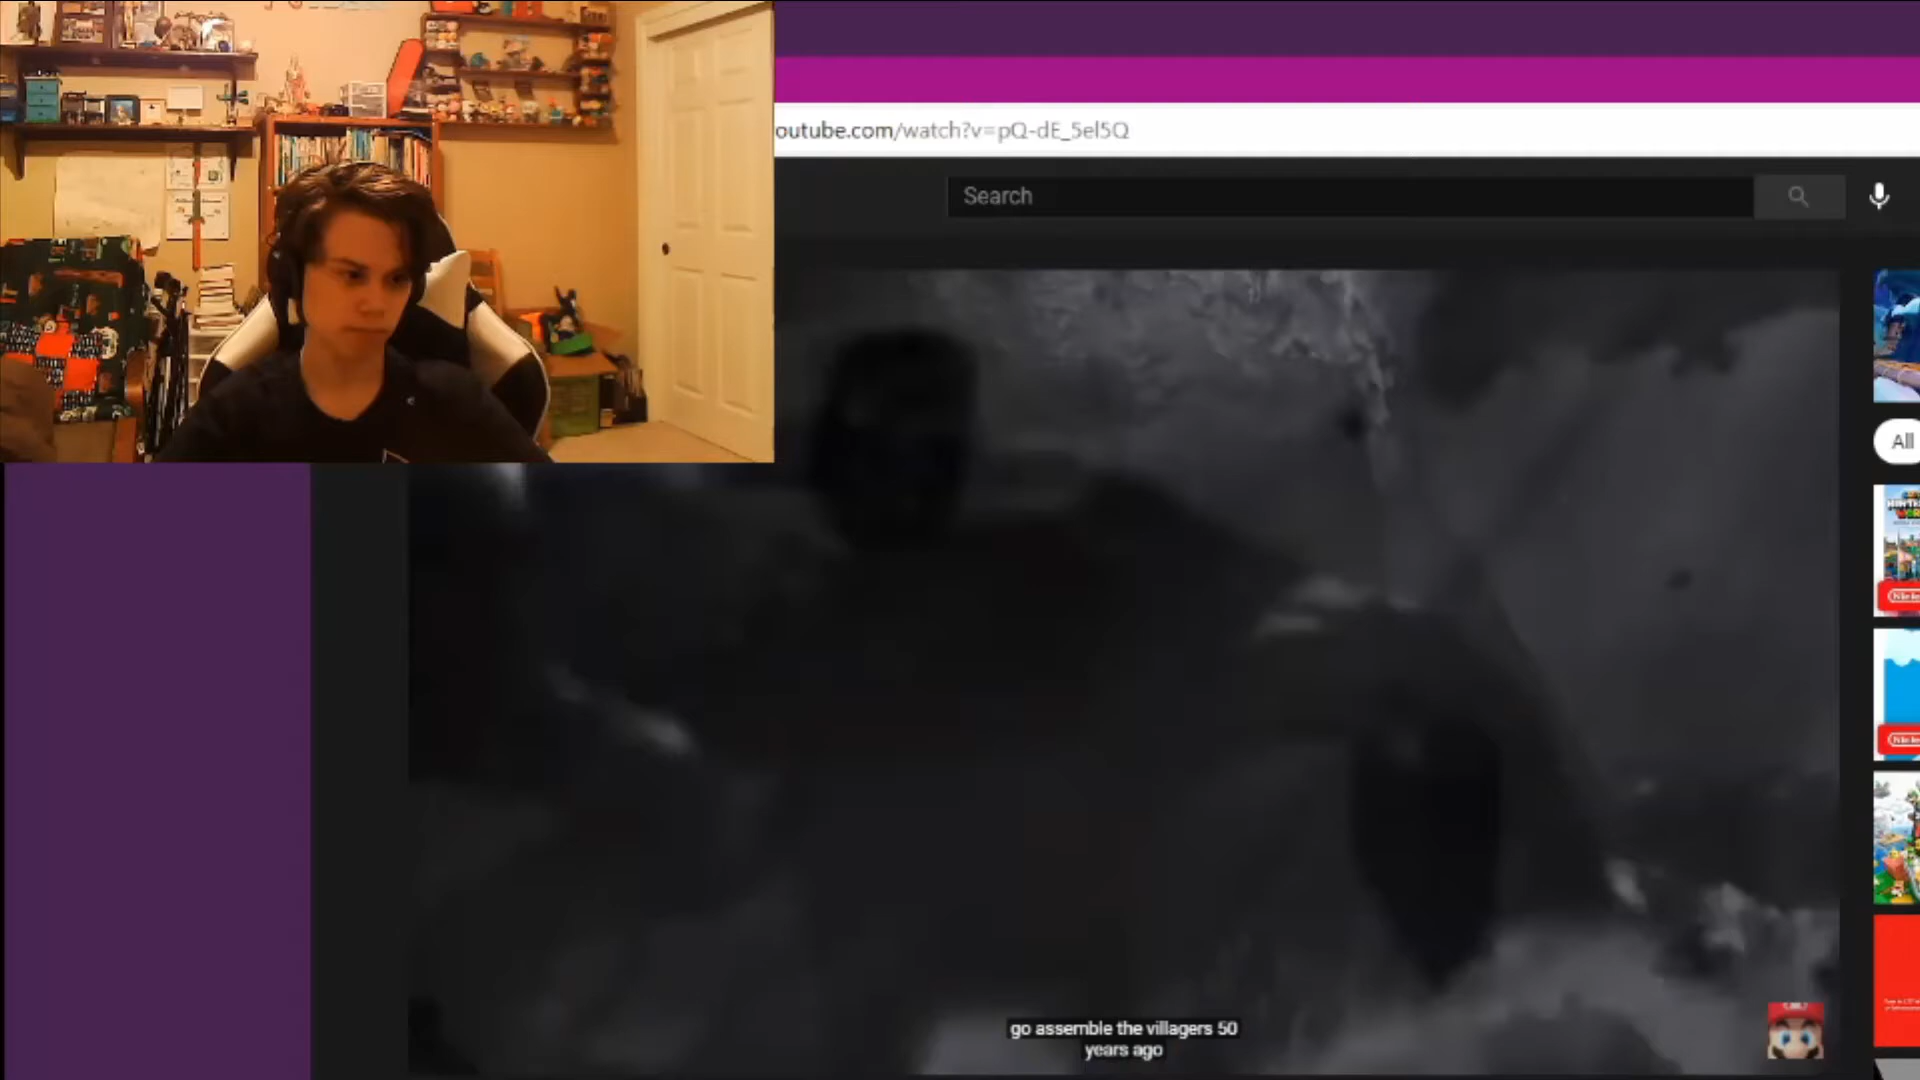 outube.com/watch?v=pQ-dE_5el5Q
Search
All
go assemble the villagers 50
years ago